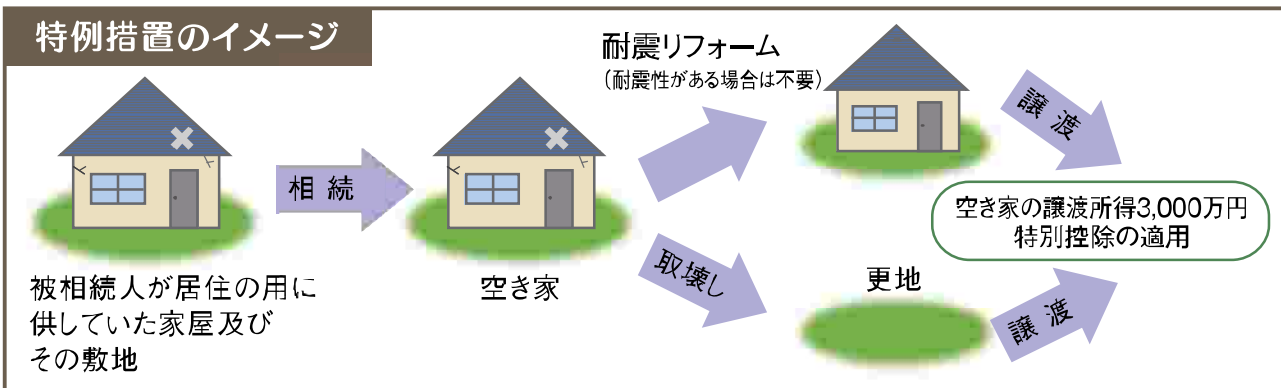 特例措置のイメージ
被相続人が居住の用に
供していた家屋及び
その敷地
相続
空き家
耐震リフォーム
（耐震性がある場合は不要）
取壊し
更地
譲渡
譲渡
空き家の譲渡所得3,000万円
特別控除の適用